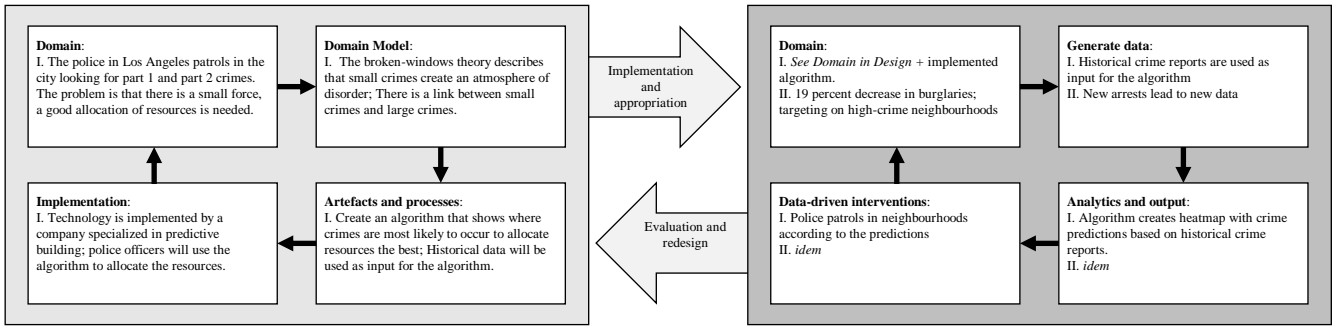 Domain:
I. The police in Los Angeles patrols in the
city looking for part 1 and part 2 crimes.
The problem is that there is a small force,
a good allocation of resources is needed.
Domain Model:
I. The broken-windows theory describes
that small crimes create an atmosphere of
disorder; There is a link between small
crimes and large crimes.
Implementation:
I. Technology is implemented by a
company specialized in predictive
building; police officers will use the
algorithm to allocate the resources.
Artefacts and processes:
I. Create an algorithm that shows where
crimes are most likely to occur to allocate
resources the best; Historical data will be
used as input for the algorithm.
Implementation
and
appropriation
Evaluation and
redesign
Domain:
I. See Domain in Design + implemented
algorithm.
II. 19 percent decrease in burglaries;
targeting on high-crime neighbourhoods
Generate data:
I. Historical crime reports are used as
input for the algorithm
II. New arrests lead to new data
Data-driven interventions:
I. Police patrols in neighbourhoods
according to the predictions
II. idem
Analytics and output:
I. Algorithm creates heatmap with crime
predictions based on historical crime
reports.
II. idem